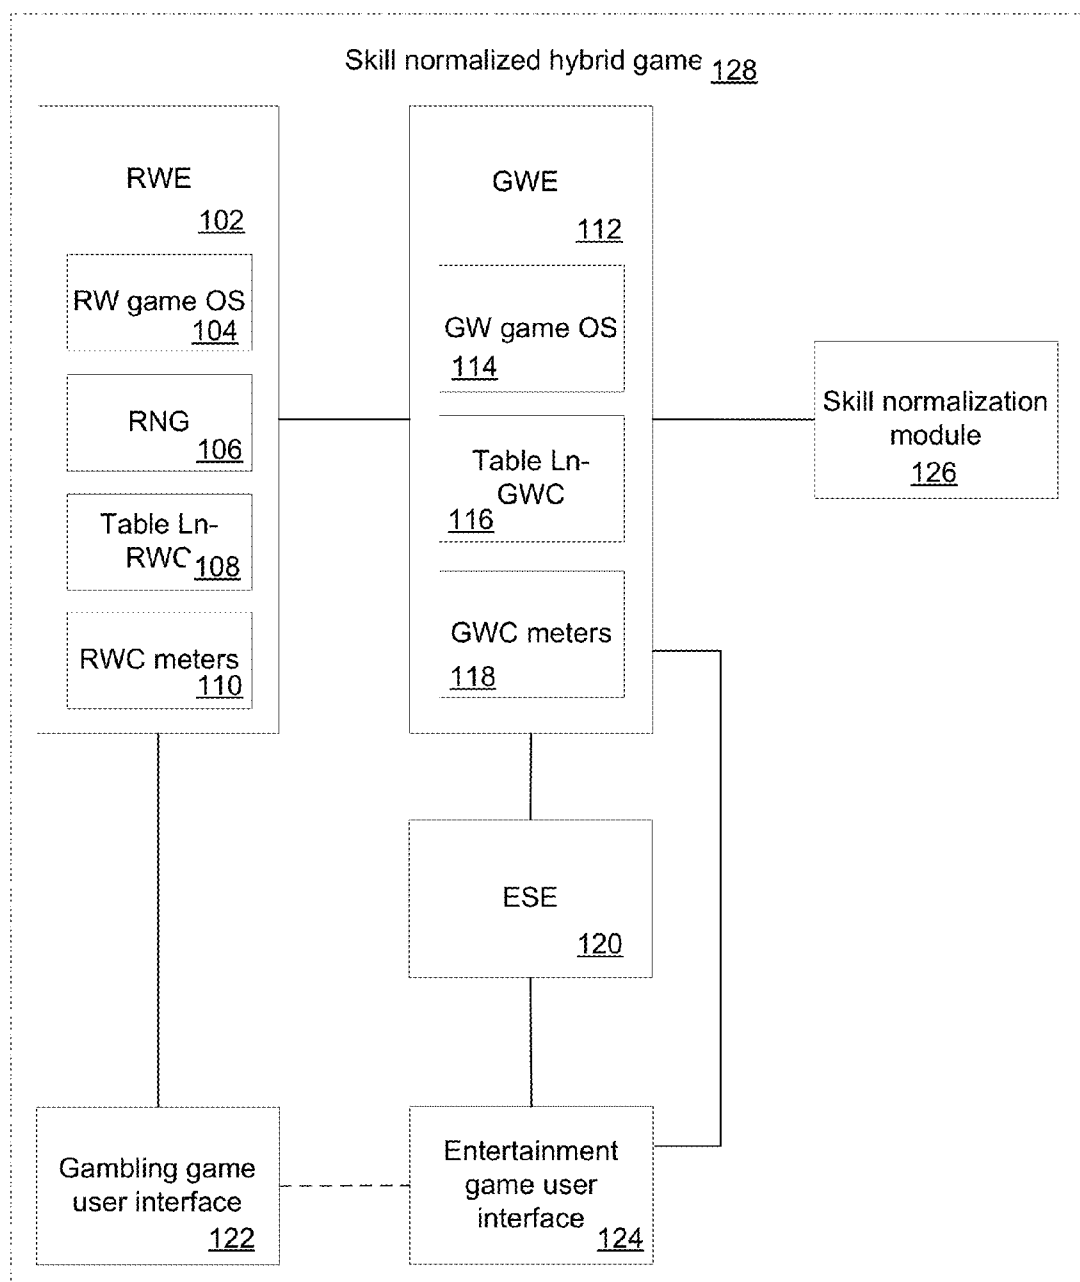 Skill normalized hybrid game 128
RWE
102
RW game OS
104
RNG
106
Table Ln-
RWC 108
RWC meters
110
GWE
112
GW game OS
114
Table Ln-
GWC
116
GWC meters
118
Skill normalization
module
126
ESE
120
Gambling game
user interface
122
Entertainment
game user
interface
124